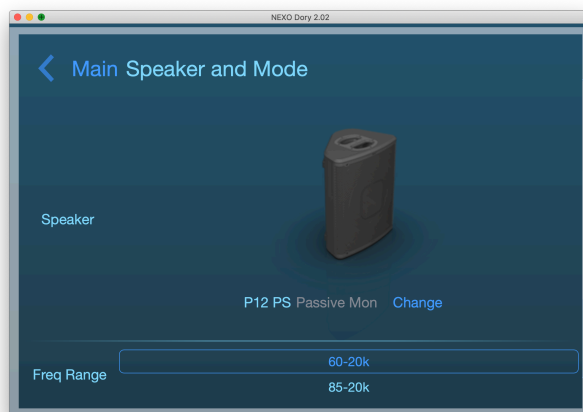 NEXO Dory 2.02
Main Speaker and Mode
Speaker
P12 PS Passive Mon Change
Freq Range
60-20k
85-20k